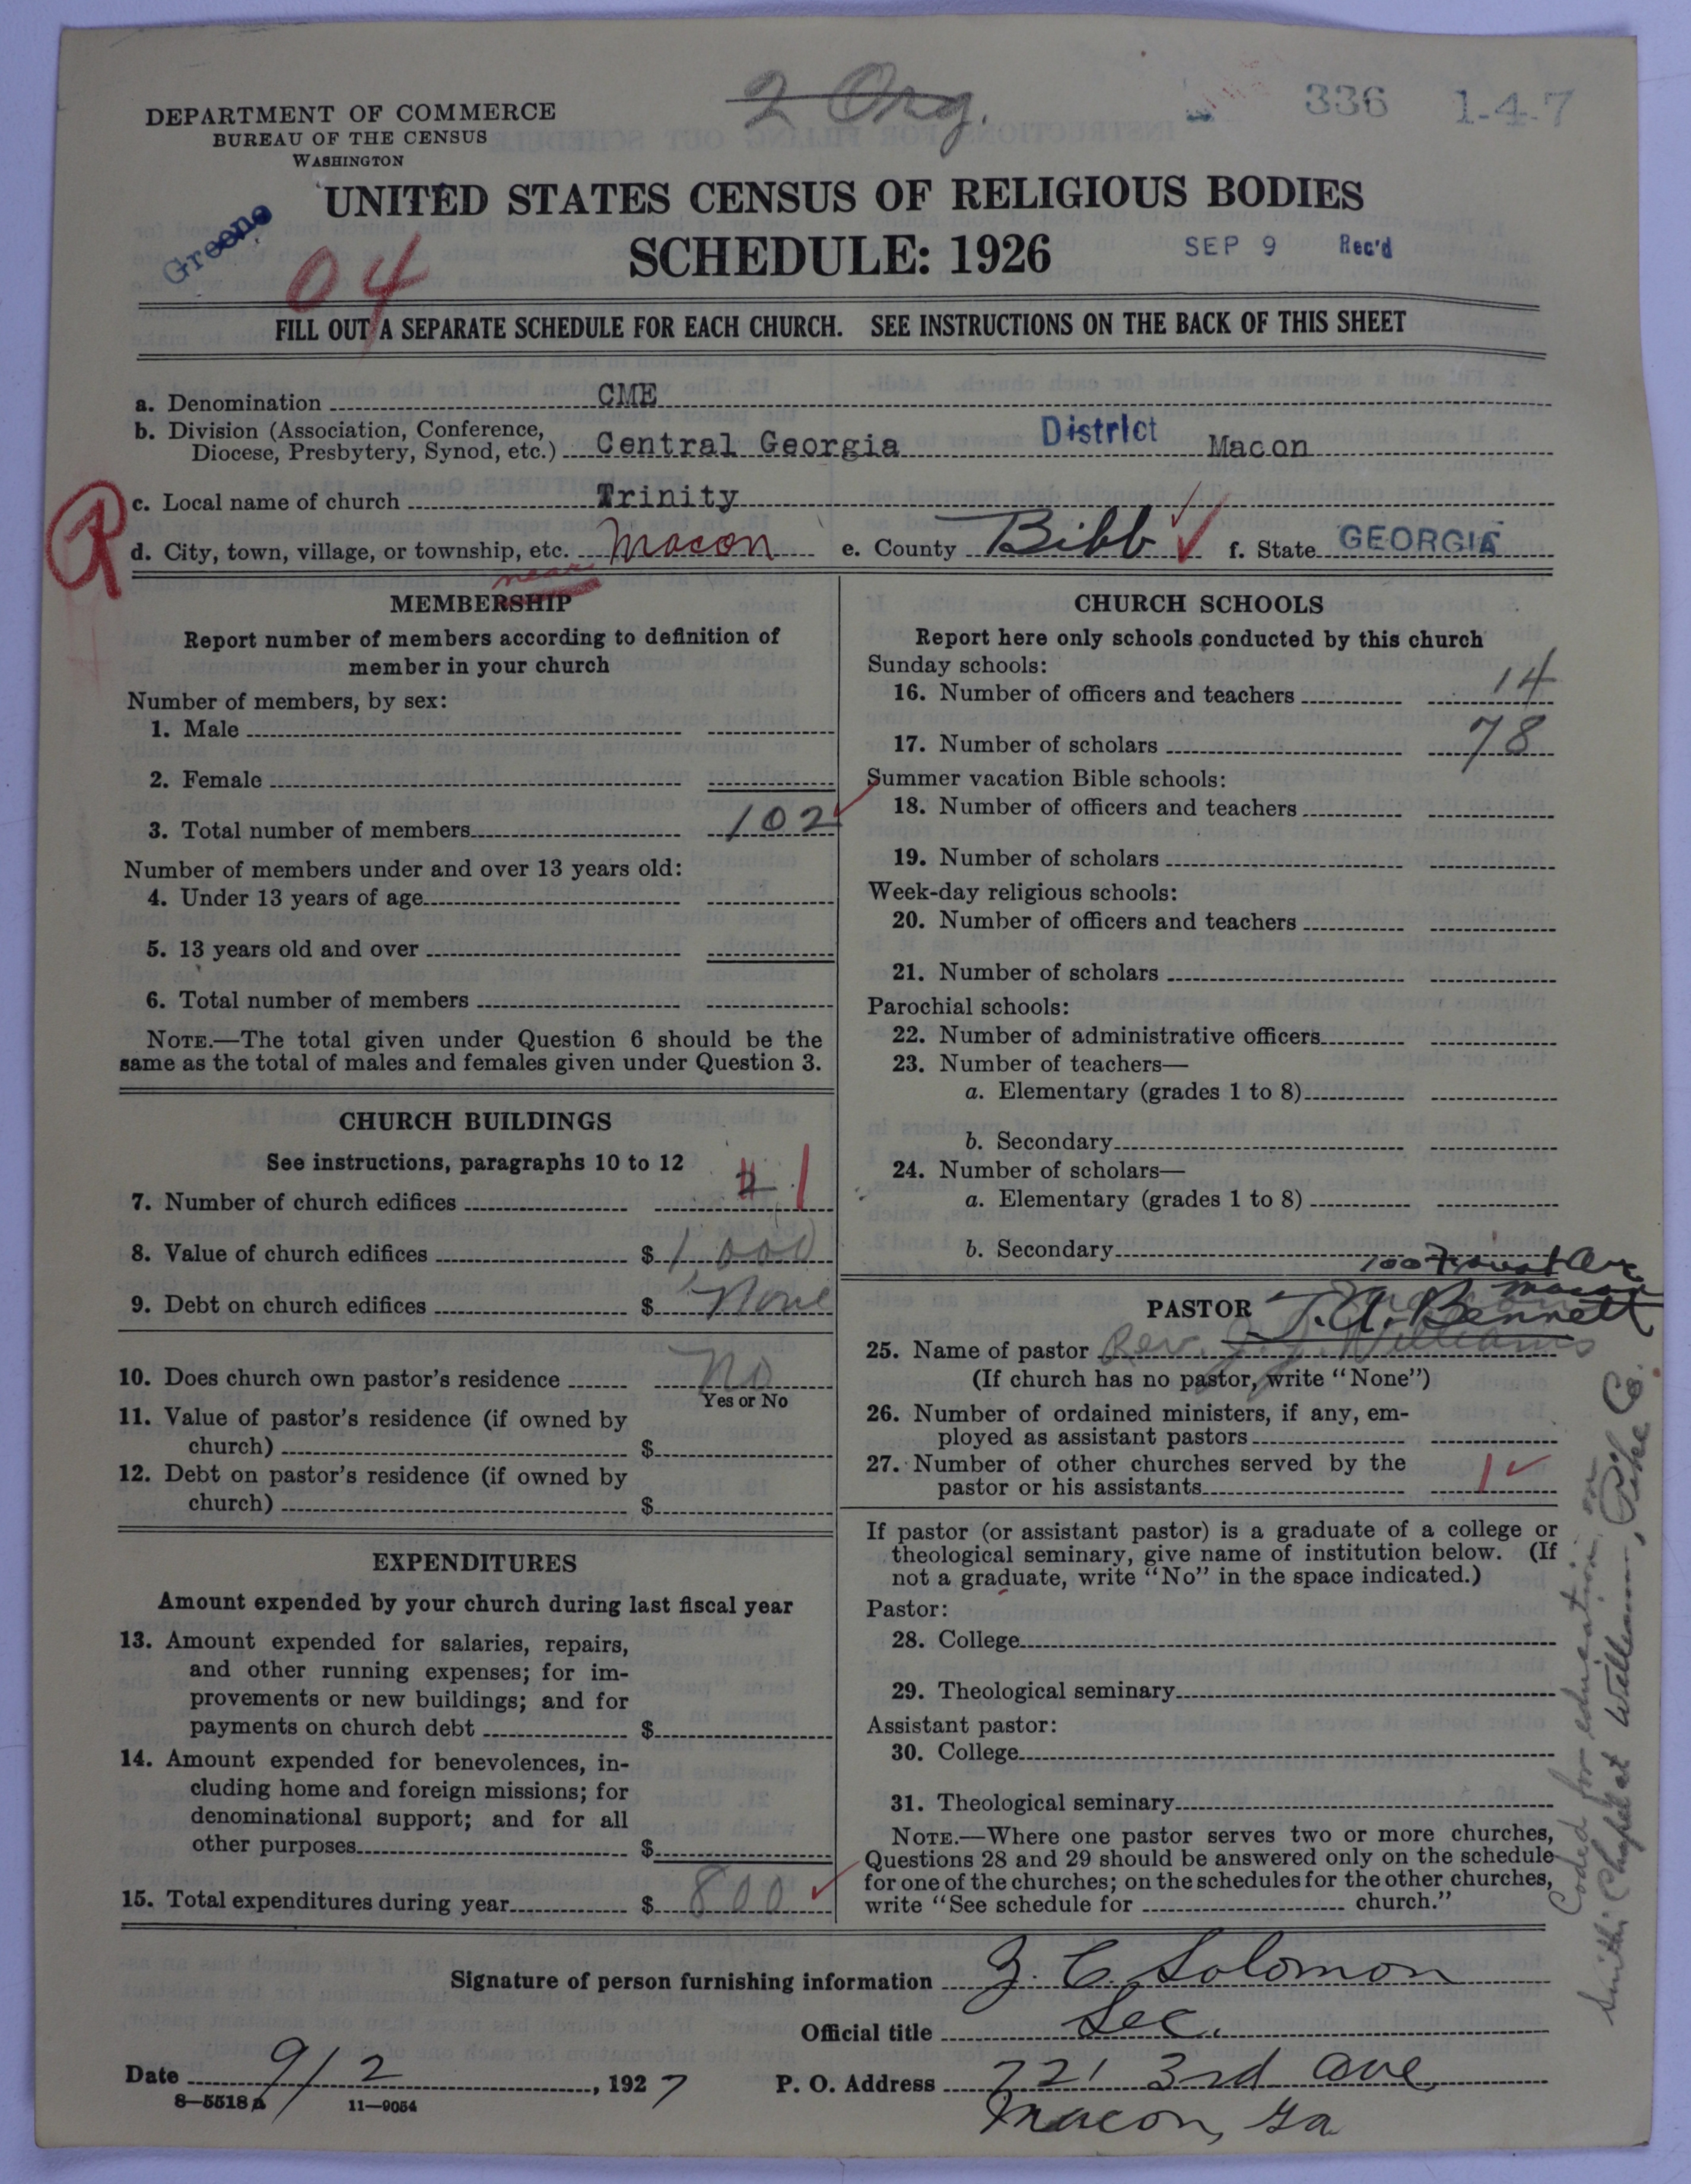 2 Org.
336 1-4-7
DEPARTMENT OF COMMERCE
BUREAU OF THE CENSUS
WASHINGTON
UNITED STATES CENSUS OF RELIGIOUS BODIES
SCHEDULE: 1926
SEP 9 Rec'd
Greene
04
FILL OUT A SEPARATE SCHEDULE FOR EACH CHURCH. SEE INSTRUCTIONS ON THE BACK OF THIS SHEET
a. Denomination CME
b. Division (Association, Conference, Diocese, Presbytery, Synod, etc.) Central Georgia District Macon
R
c. Local name of church Trinity
d. City, town, village, or township, etc. Macon e. County Bibb f. State GEORGIA
near
MEMBERSHIP
Report number of members according to definition of
member in your church
Number of members, by sex:
1. Male
2. Female
3. Total number of members 102
Number of members under and over 13 years old:
4. Under 13 years of age
5. 13 years old and over
6. Total number of members
NOTE.—The total given under Question 6 should be the
same as the total of males and females given under Question 3.
CHURCH BUILDINGS
See instructions, paragraphs 10 to 12
7. Number of church edifices 2 1
8. Value of church edifices $ 1,000
9. Debt on church edifices $ None
10. Does church own pastor's residence No
Yes or No
11. Value of pastor's residence (if owned by
church) $
12. Debt on pastor's residence (if owned by
church) $
EXPENDITURES
Amount expended by your church during last fiscal year
13. Amount expended for salaries, repairs,
and other running expenses; for im-
provements or new buildings; and for
payments on church debt $
14. Amount expended for benevolences, in-
cluding home and foreign missions; for
denominational support; and for all
other purposes $
15. Total expenditures during year $ 800
CHURCH SCHOOLS
Report here only schools conducted by this church
Sunday schools:
16. Number of officers and teachers 14
17. Number of scholars 78
Summer vacation Bible schools:
18. Number of officers and teachers
19. Number of scholars
Week-day religious schools:
20. Number of officers and teachers
21. Number of scholars
Parochial schools:
22. Number of administrative officers
23. Number of teachers—
a. Elementary (grades 1 to 8)
b. Secondary
24. Number of scholars—
a. Elementary (grades 1 to 8)
b. Secondary
100 Ave
Macon
PASTOR T. A. Bennett
25. Name of pastor Rev. J. J. Williams
(If church has no pastor, write "None")
26. Number of ordained ministers, if any, em-
ployed as assistant pastors
27. Number of other churches served by the
pastor or his assistants 1
If pastor (or assistant pastor) is a graduate of a college or
theological seminary, give name of institution below. (If
not a graduate, write "No" in the space indicated.)
Pastor:
28. College
29. Theological seminary
Assistant pastor:
30. College
31. Theological seminary
NOTE.—Where one pastor serves two or more churches,
Questions 28 and 29 should be answered only on the schedule
for one of the churches; on the schedules for the other churches,
write "See schedule for church."
Coded for education on
Smith Chapel at Williamson, Pike Co.
Signature of person furnishing information Z. C. Solomon
Official title Sec.
Date 9/2, 1927 P. O. Address 721 3rd ave
Macon, Ga
8—5518 A 11—9054